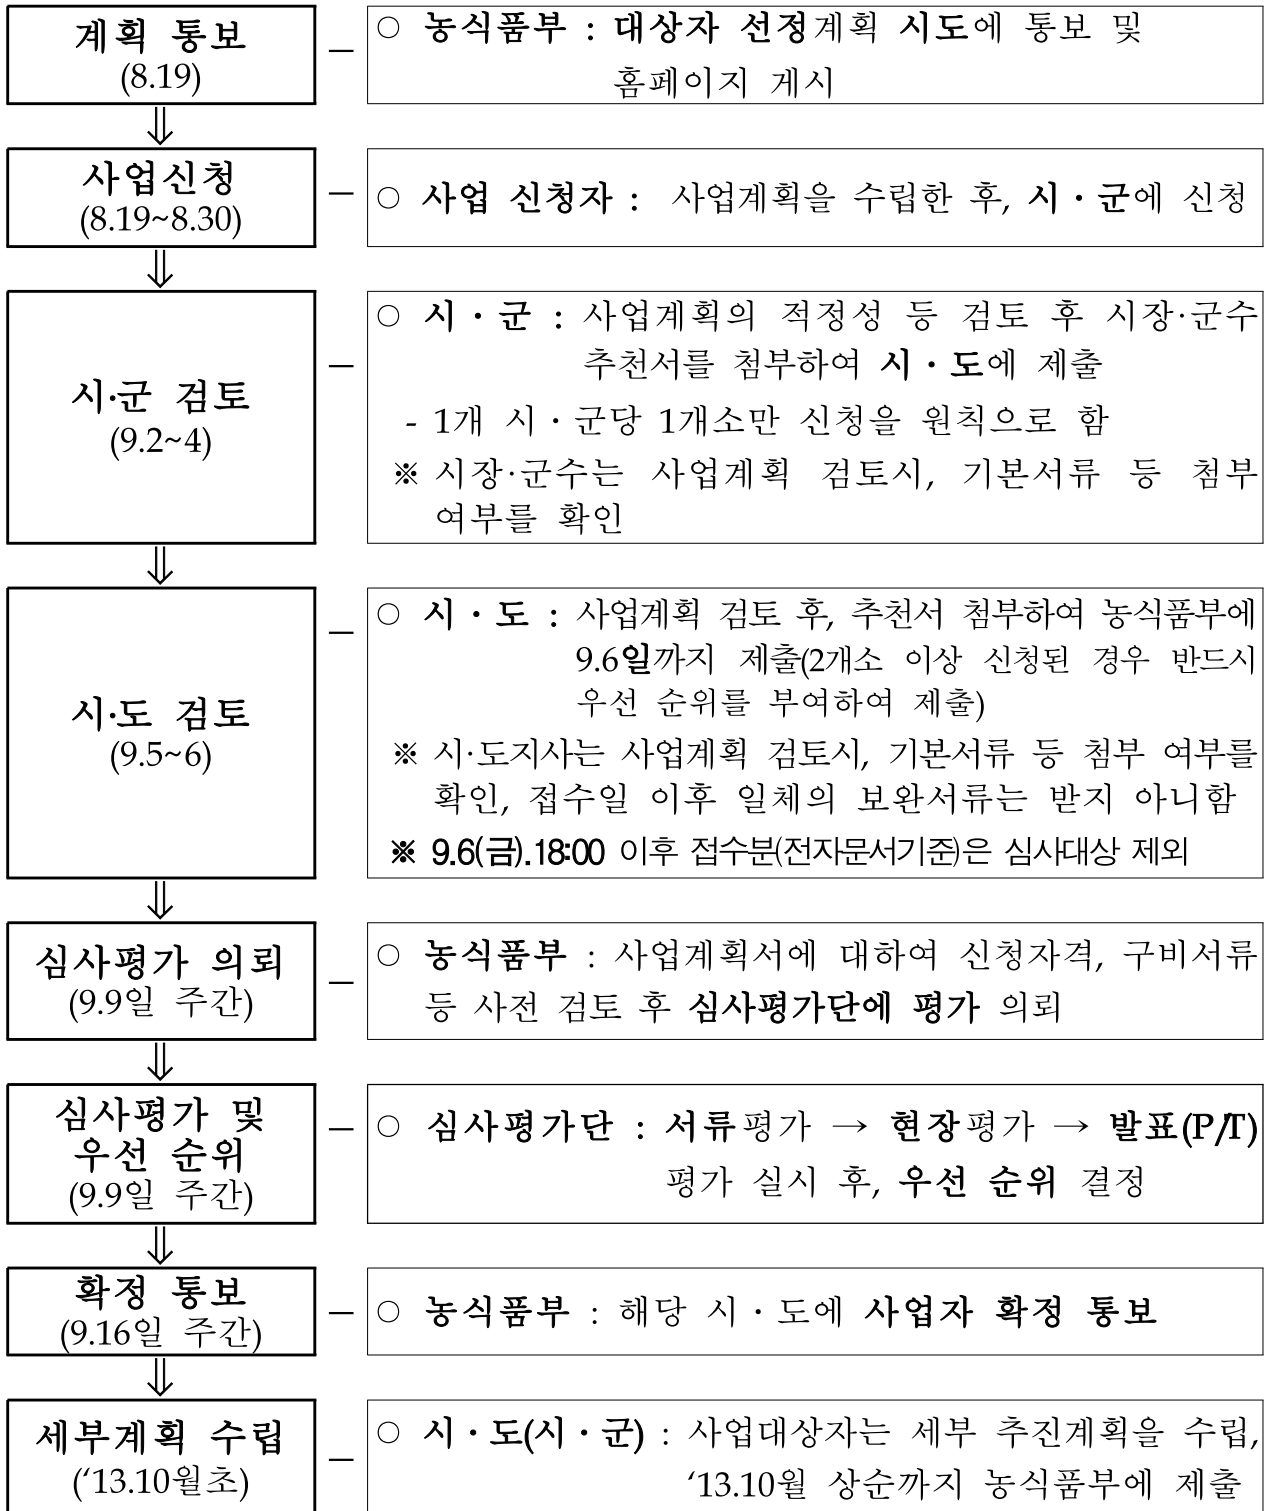 계획 통보
(8.19)
–
○ 농식품부 : 대상자 선정계획 시도에 통보 및
홈페이지 게시
⇓
사업신청
(8.19~8.30)
–
○ 사업 신청자 : 사업계획을 수립한 후, 시・군에 신청
⇓
시·군 검토
(9.2~4)
–
○ 시・군 : 사업계획의 적정성 등 검토 후 시장·군수
추천서를 첨부하여 시・도에 제출
- 1개 시・군당 1개소만 신청을 원칙으로 함
※ 시장·군수는 사업계획 검토시, 기본서류 등 첨부
여부를 확인
⇓
시·도 검토
(9.5~6)
–
○ 시・도 : 사업계획 검토 후, 추천서 첨부하여 농식품부에
9.6일까지 제출(2개소 이상 신청된 경우 반드시
우선 순위를 부여하여 제출)
※ 시·도지사는 사업계획 검토시, 기본서류 등 첨부 여부를
확인, 접수일 이후 일체의 보완서류는 받지 아니함
※ 9.6(금).18:00 이후 접수분(전자문서기준)은 심사대상 제외
⇓
심사평가 의뢰
(9.9일 주간)
–
○ 농식품부 : 사업계획서에 대하여 신청자격, 구비서류
등 사전 검토 후 심사평가단에 평가 의뢰
⇓
심사평가 및
우선 순위
(9.9일 주간)
–
○ 심사평가단 : 서류평가 → 현장평가 → 발표(P/T)
평가 실시 후, 우선 순위 결정
⇓
확정 통보
(9.16일 주간)
–
○ 농식품부 : 해당 시・도에 사업자 확정 통보
⇓
세부계획 수립
(‘13.10월초)
–
○ 시・도(시・군) : 사업대상자는 세부 추진계획을 수립,
‘13.10월 상순까지 농식품부에 제출